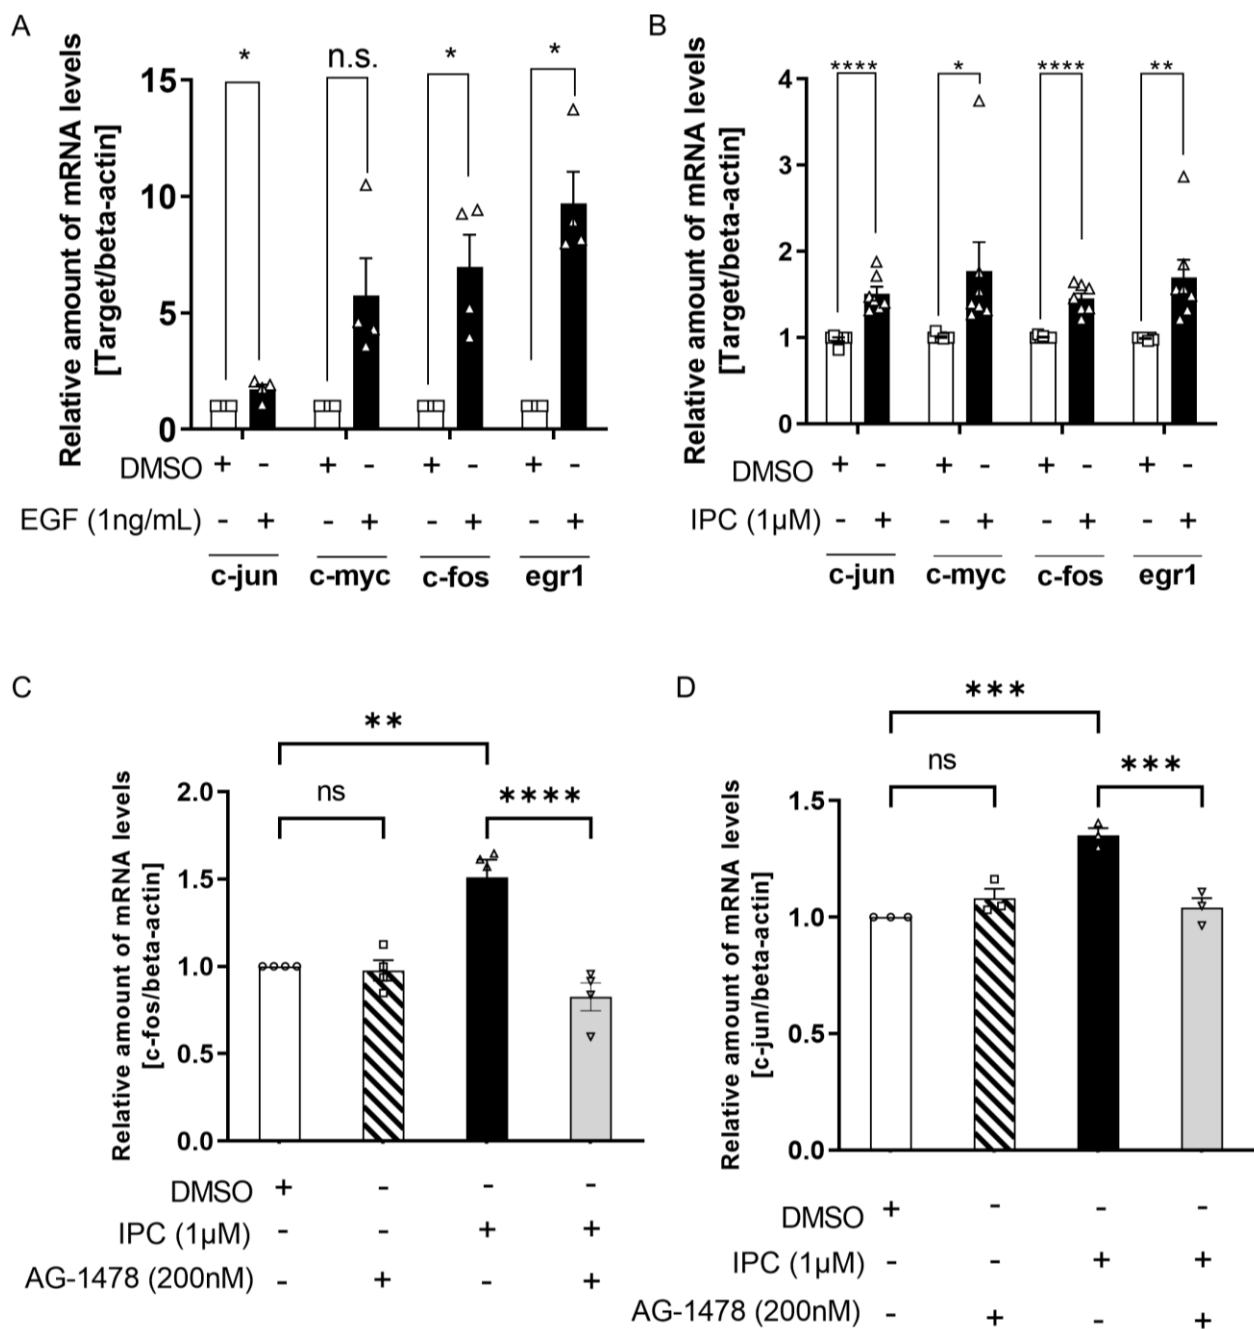 A
Relative amount of mRNA levels
[Target/beta-actin]
15
10
5
0
*
n.s.
*
*
DMSO + - + - + - + -
EGF (1ng/mL) - + - + - + - +
c-jun c-myc c-fos egr1
B
Relative amount of mRNA levels
[Target/beta-actin]
4
3
2
1
0
****
*
****
**
DMSO + - + - + - + -
IPC (1µM) - + - + - + - +
c-jun c-myc c-fos egr1
C
Relative amount of mRNA levels
[c-fos/beta-actin]
2.0
1.5
1.0
0.5
0.0
**
ns
****
DMSO + - - -
IPC (1µM) - - + +
AG-1478 (200nM) - + - +
D
Relative amount of mRNA levels
[c-jun/beta-actin]
1.5
1.0
0.5
0.0
***
ns
***
DMSO + - - -
IPC (1µM) - - + +
AG-1478 (200nM) - + - +